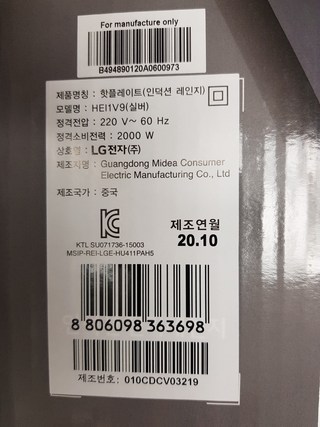 For manufacture only
B494890120A0600973
제품명칭 : 핫플레이트(인덕션 레인지)
모델명 : HEI1V9(실버)
정격전압 : 220 V~ 60 Hz
정격소비전력 : 2000 W
상호명 : LG전자(주)
제조자명 : Guangdong Midea Consumer
Electric Manufacturing Co., Ltd
제조국가 : 중국
KTL SU071736-15003
MSIP-REI-LGE-HU411PAH5
제조연월
20.10
8 806098 363698
제조번호: 010CDCV03219